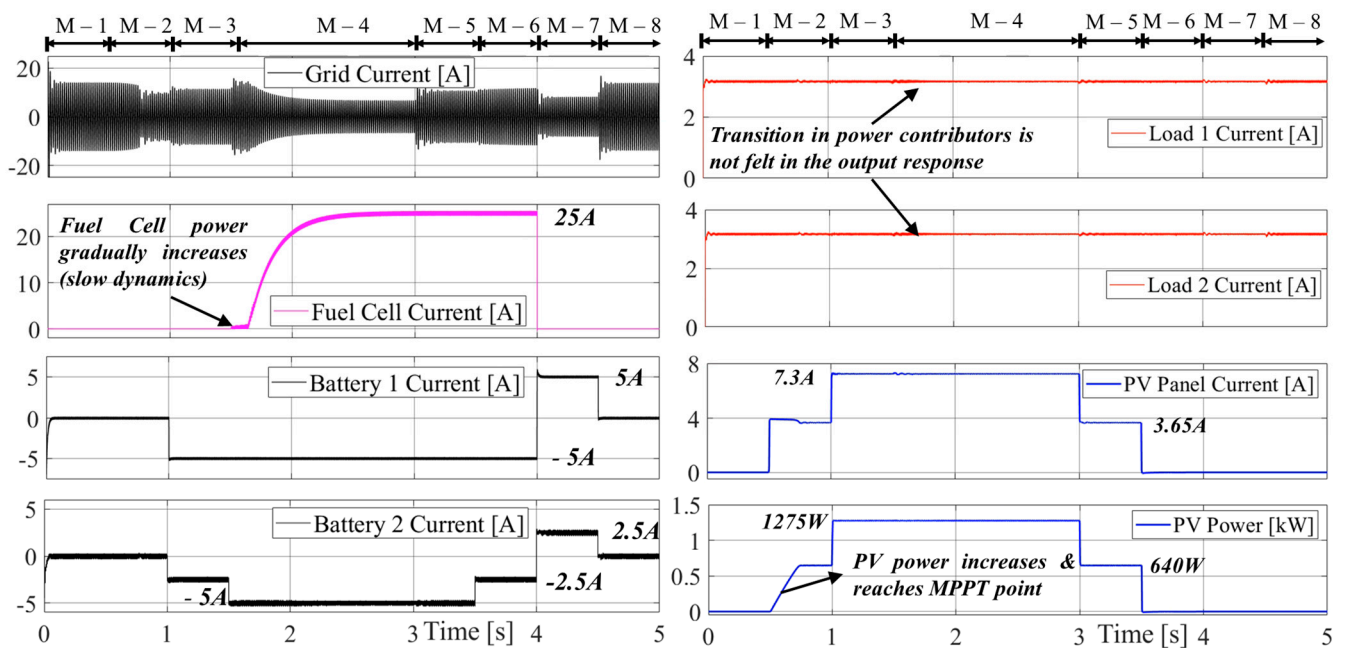 M – 1 M – 2 M – 3 M – 4 M – 5 M – 6 M – 7 M – 8
20
0
-20
Grid Current [A]
20
10
0
Fuel Cell power
gradually increases
(slow dynamics)
25A
Fuel Cell Current [A]
5
0
-5
Battery 1 Current [A]
5A
- 5A
5
0
-5
Battery 2 Current [A]
2.5A
-2.5A
- 5A
0 1 2 3 4 5
Time [s]
M – 1 M – 2 M – 3 M – 4 M – 5 M – 6 M – 7 M – 8
4
2
0
Transition in power contributors is
not felt in the output response
Load 1 Current [A]
4
2
0
Load 2 Current [A]
8
4
0
7.3A
PV Panel Current [A]
3.65A
1.5
1
0.5
0
1275W
PV Power [kW]
PV power increases &
reaches MPPT point
640W
0 1 2 3 4 5
Time [s]